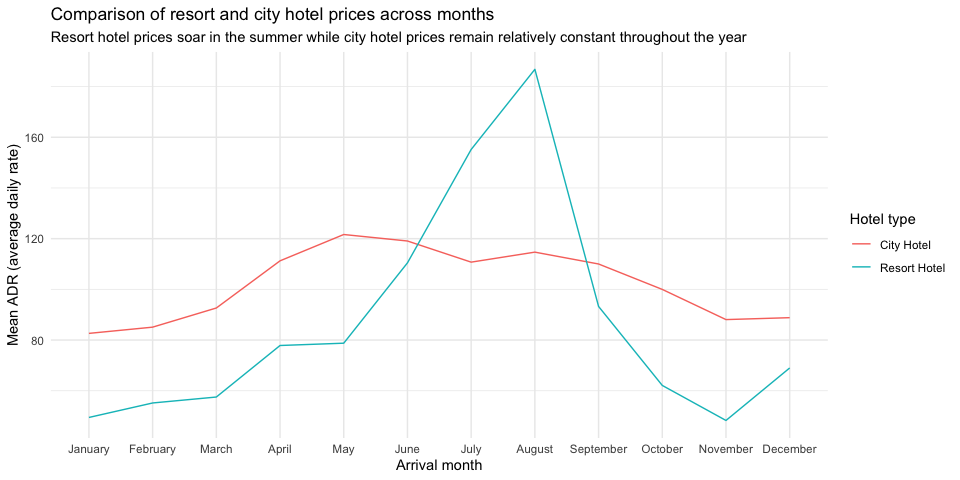 Comparison of resort and city hotel prices across months
Resort hotel prices soar in the summer while city hotel prices remain relatively constant throughout the year
Mean ADR (average daily rate)
160
120
80
January February March April May June July August September October November December
Arrival month
Hotel type
City Hotel
Resort Hotel